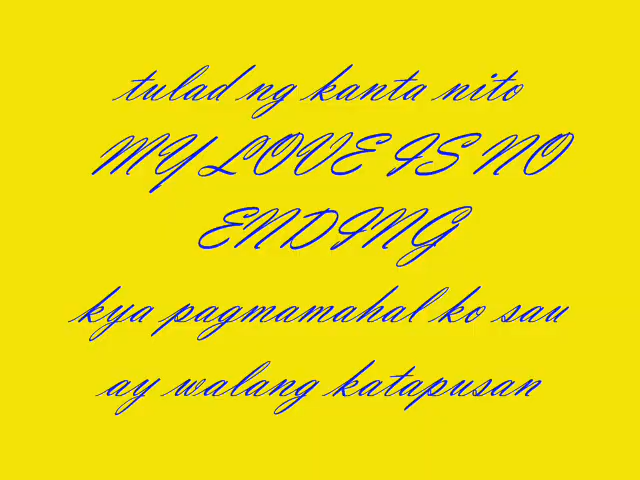 tulad ng kanta nito
MY LOVE IS NO
ENDING
kya pagmamahal ko sau
ay walang katapusan